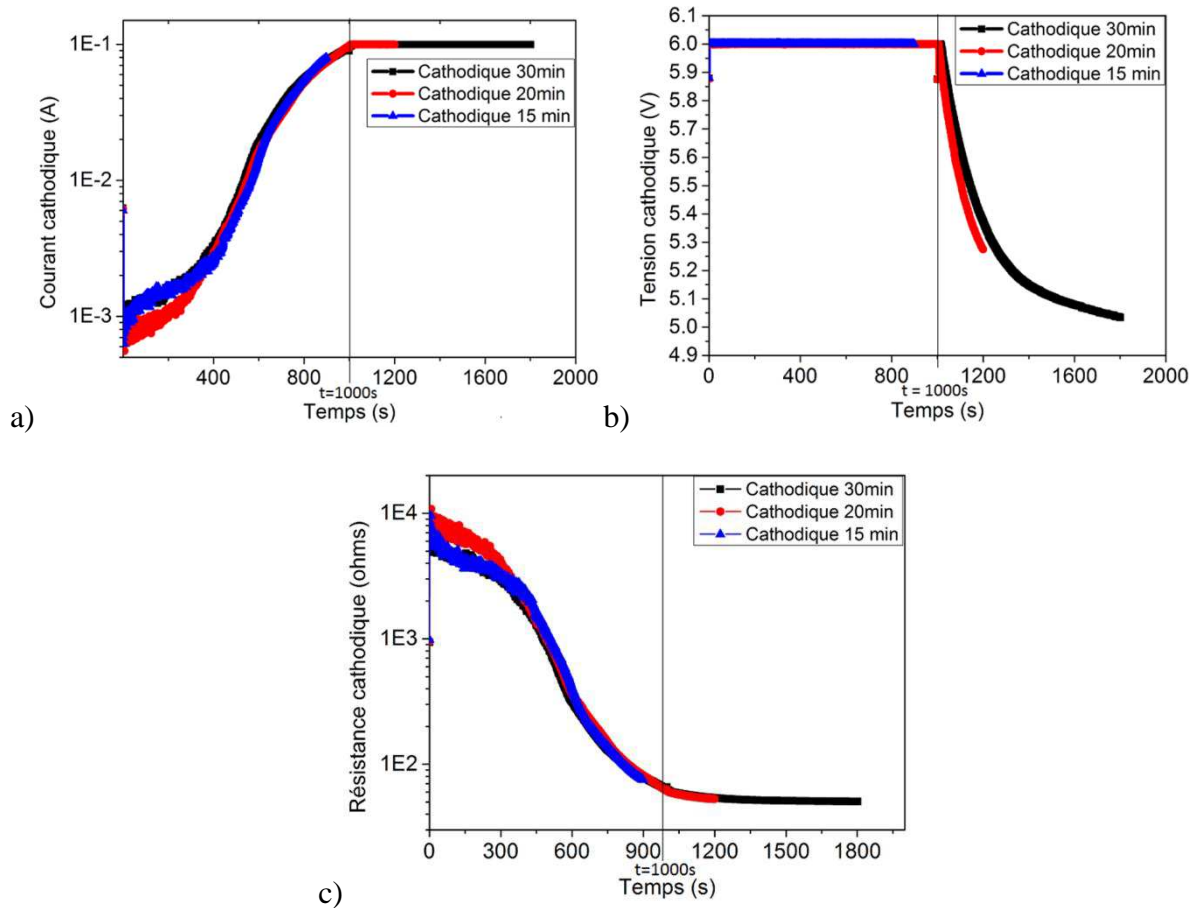 1E-1
1E-2
1E-3
Courant cathodique (A)
Cathodique 30min
Cathodique 20min
Cathodique 15 min
400 800 1200 1600 2000
t=1000s
Temps (s)
a)
6.1
6.0
5.9
5.8
5.7
5.6
5.5
5.4
5.3
5.2
5.1
5.0
4.9
Tension cathodique (V)
Cathodique 30min
Cathodique 20min
Cathodique 15 min
0 400 800 1200 1600 2000
t = 1000s
Temps (s)
b)
1E4
1E3
1E2
Résistance cathodique (ohms)
Cathodique 30min
Cathodique 20min
Cathodique 15 min
0 300 600 900 1200 1500 1800
t=1000s
Temps (s)
c)